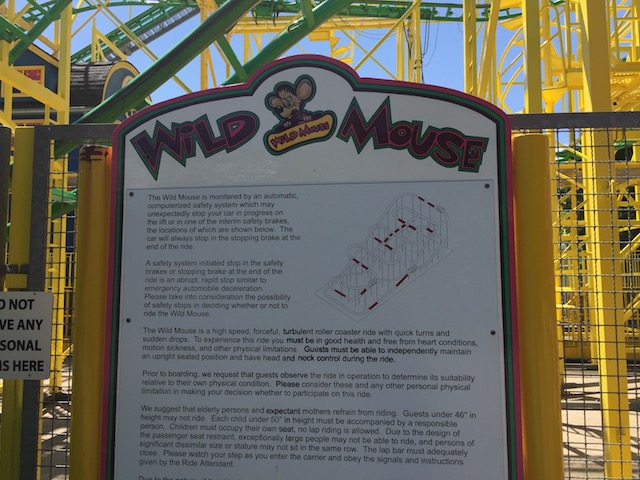 WILD MOUSE
WILD MOUSE
The Wild Mouse is monitored by an automatic,
computerized safety system which may
unexpectedly stop your car in progress on
the lift or in one of the interim safety brakes,
the locations of which are shown below. The
car will always stop in the stopping brake at the
end of the ride.
A safety system initiated stop in the safety
brakes or stopping brake at the end of the
ride is an abrupt, rapid stop similar to
emergency automobile deceleration.
Please take into consideration the possibility
of safety stops in deciding whether or not to
ride the Wild Mouse.
The Wild Mouse is a high speed, forceful, turbulent roller coaster ride with quick turns and
sudden drops. To experience this ride you must be in good health and free from heart conditions,
motion sickness, and other physical limitations. Guests must be able to independently maintain
an upright seated position and have head and neck control during the ride.
Prior to boarding, we request that guests observe the ride in operation to determine its suitability
relative to their own physical condition. Please consider these and any other personal physical
limitation in making your decision whether to participate on this ride.
We suggest that elderly persons and expectant mothers refrain from riding. Guests under 46" in
height may not ride. Each child under 50" in height must be accompanied by a responsible
person. Children must occupy their own seat, no lap riding is allowed. Due to the design of
the passenger seat restraint, exceptionally large people may not be able to ride, and persons of
significant dissimilar size or stature may not sit in the same row. The lap bar must adequately
close. Please watch your step as you enter the carrier and obey the signals and instructions
given by the Ride Attendant.
O NOT
VE ANY
SONAL
S HERE